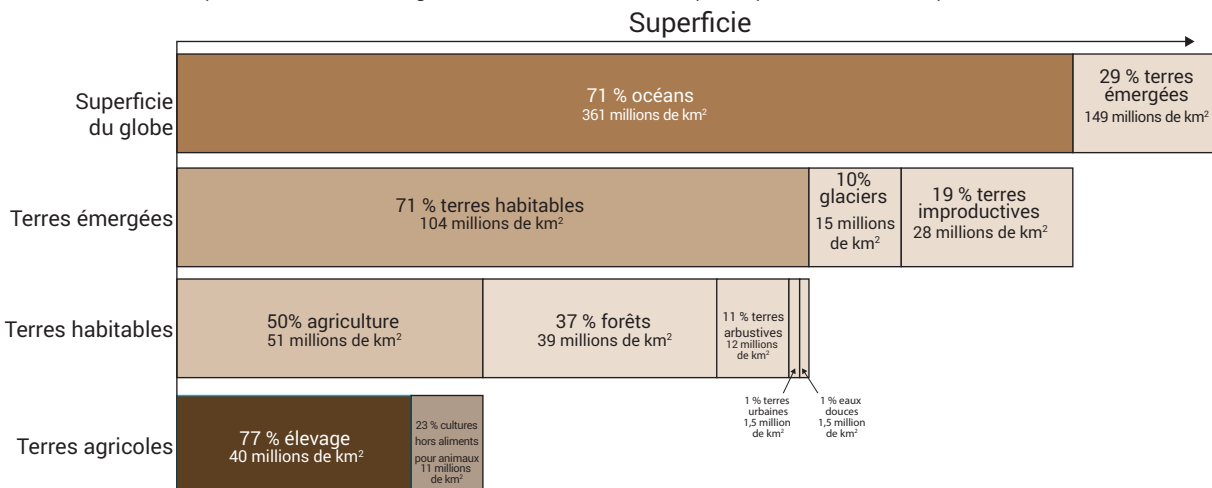 Superficie
Superficie
du globe
71 % océans
361 millions de km²
29 % terres
émergées
149 millions de km²
Terres émergées
71 % terres habitables
104 millions de km²
10%
glaciers
15 millions
de km²
19 % terres
improductives
28 millions de km²
Terres habitables
50% agriculture
51 millions de km²
37 % forêts
39 millions de km²
11 % terres
arbustives
12 millions
de km²
1 % terres
urbaines
1,5 million
de km²
1 % eaux
douces
1,5 million
de km²
Terres agricoles
77 % élevage
40 millions de km²
23 % cultures
hors aliments
pour animaux
11 millions
de km²